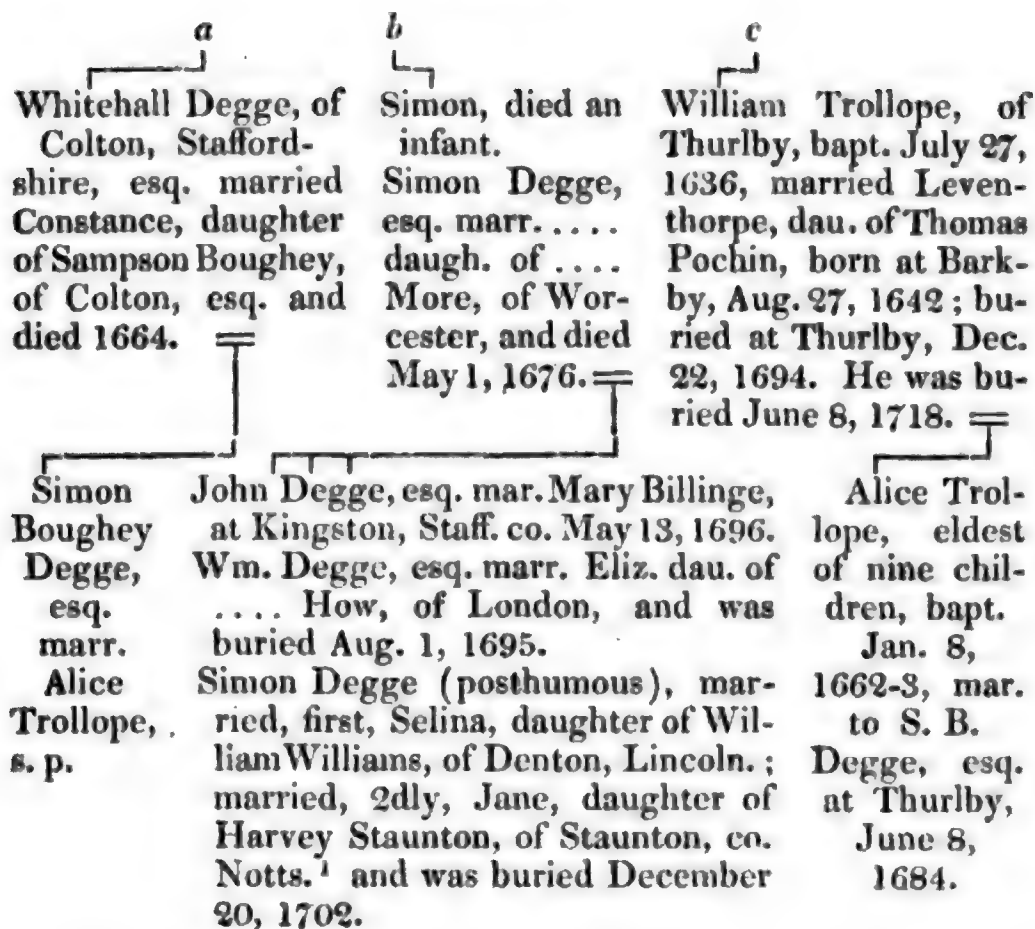 a
b
c
Whitehall Degge, of
Colton, Stafford-
shire, esq. married
Constance, daughter
of Sampson Boughey,
of Colton, esq. and
died 1664.
Simon, died an
infant.
Simon Degge,
esq. marr.....
daugh. of ....
More, of Wor-
cester, and died
May 1, 1676.
William Trollope, of
Thurlby, bapt. July 27,
1636, married Leven-
thorpe, dau. of Thomas
Pochin, born at Bark-
by, Aug. 27, 1642; bu-
ried at Thurlby, Dec.
22, 1694. He was bu-
ried June 8, 1718.
Simon
Boughey
Degge,
esq.
marr.
Alice
Trollope,
s. p.
John Degge, esq. mar. Mary Billinge,
at Kingston, Staff. co. May 13, 1696.
Wm. Degge, esq. marr. Eliz. dau. of
.... How, of London, and was
buried Aug. 1, 1695.
Simon Degge (posthumous), mar-
ried, first, Selina, daughter of Wil-
liam Williams, of Denton, Lincoln.;
married, 2dly, Jane, daughter of
Harvey Staunton, of Staunton, co.
Notts.¹ and was buried December
20, 1702.
Alice Trol-
lope, eldest
of nine chil-
dren, bapt.
Jan. 8,
1662-3, mar.
to S. B.
Degge, esq.
at Thurlby,
June 8,
1684.